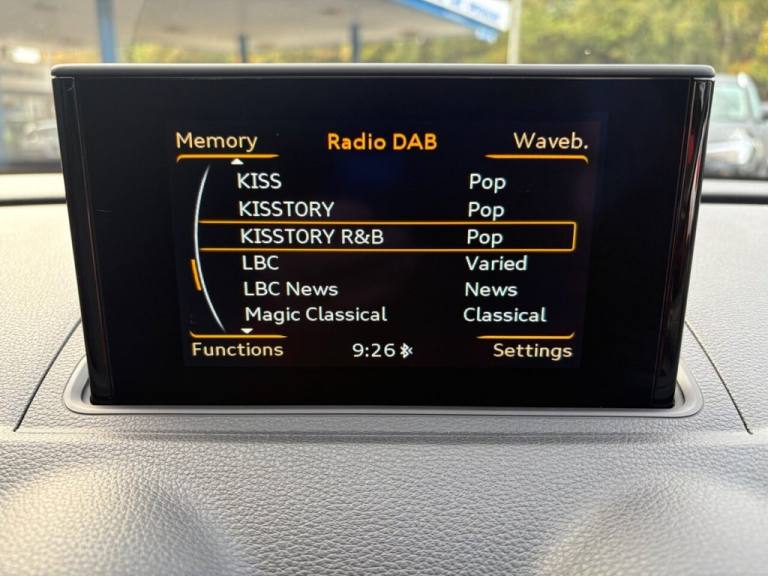 Memory Radio DAB Waveb.
KISS Pop
KISSTORY Pop
KISSTORY R&B Pop
LBC Varied
LBC News News
Magic Classical Classical
Functions 9:26 Settings